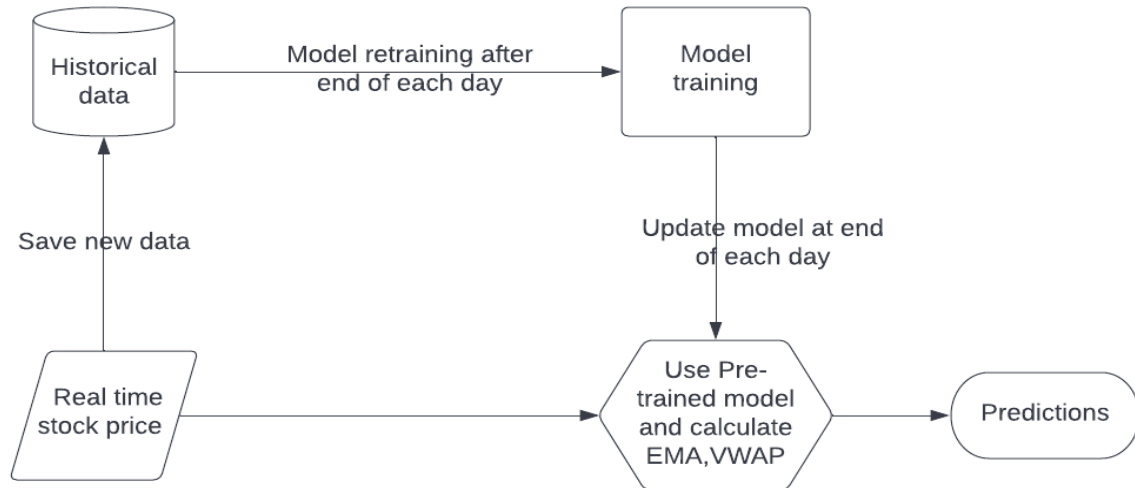 Historical
data
Model retraining after
end of each day
Model
training
Save new data
Update model at end
of each day
Real time
stock price
Use Pre-
trained model
and calculate
EMA,VWAP
Predictions